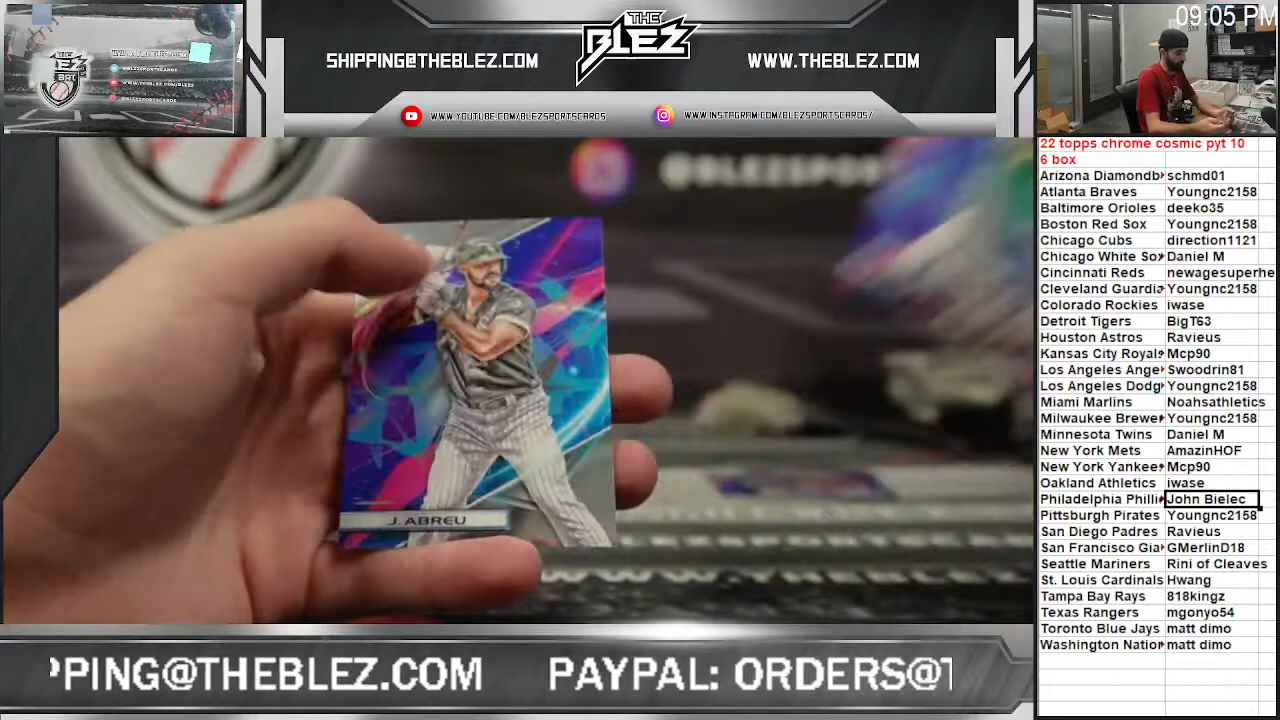 09:05 PM
THE
BLEZ
SHIPPING@THEBLEZ.COM
WWW.THEBLEZ.COM
WWW.YOUTUBE.COM/BLEZSPORTSCARDS
WWW.INSTAGRAM.COM/BLEZSPORTSCARDS/
@BLEZSPO
J. ABREU
22 topps chrome cosmic pyt 10
6 box
Arizona Diamondb schmd01
Atlanta Braves Youngnc2158
Baltimore Orioles deeko35
Boston Red Sox Youngnc2158
Chicago Cubs direction1121
Chicago White Sox Daniel M
Cincinnati Reds newagesuperhe
Cleveland Guardia Youngnc2158
Colorado Rockies iwase
Detroit Tigers BigT63
Houston Astros Ravieus
Kansas City Royals Mcp90
Los Angeles Ange Swoodrin81
Los Angeles Dodg Youngnc2158
Miami Marlins Noahsathletics
Milwaukee Brewe Youngnc2158
Minnesota Twins Daniel M
New York Mets AmazinHOF
New York Yankee Mcp90
Oakland Athletics iwase
Philadelphia Philli John Bielec
Pittsburgh Pirates Youngnc2158
San Diego Padres Ravieus
San Francisco Gia GMerlinD18
Seattle Mariners Rini of Cleaves
St. Louis Cardinals Hwang
Tampa Bay Rays 818kingz
Texas Rangers mgonyo54
Toronto Blue Jays matt dimo
Washington Nation matt dimo
PPING@THEBLEZ.COM PAYPAL: ORDERS@T